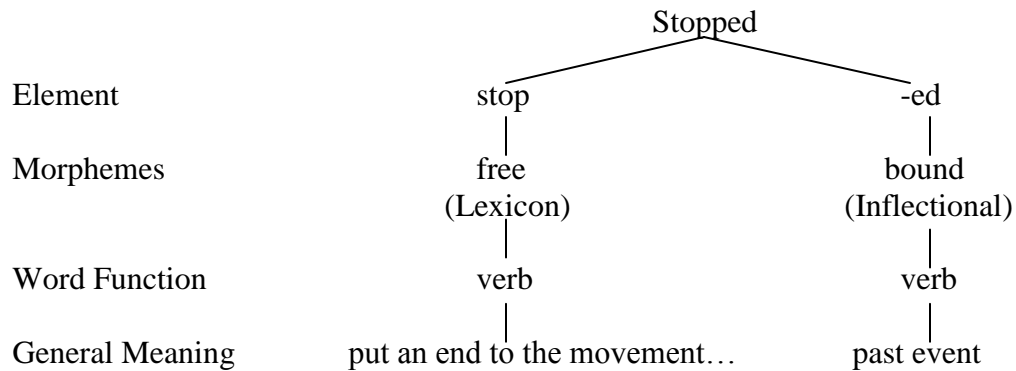 Stopped
Element stop -ed
Morphemes free bound
(Lexicon) (Inflectional)
Word Function verb verb
General Meaning put an end to the movement… past event